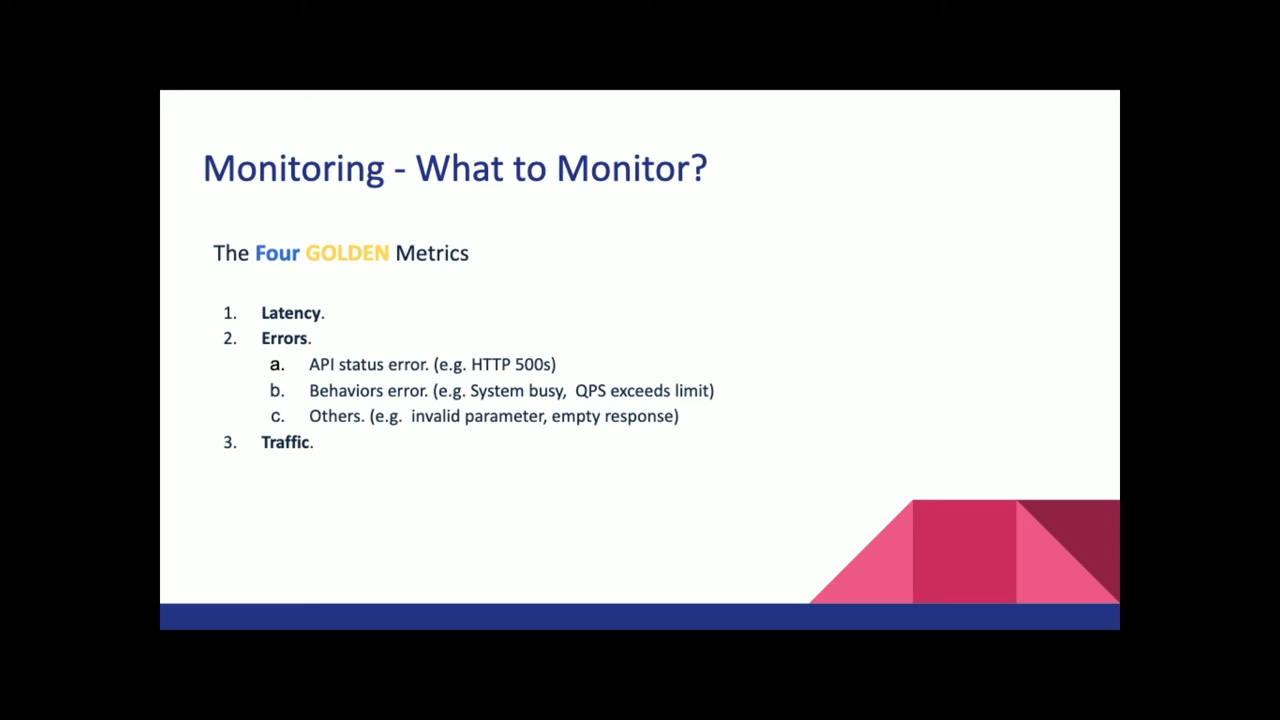 Monitoring - What to Monitor?
The Four GOLDEN Metrics
1. Latency.
2. Errors.
a. API status error. (e.g. HTTP 500s)
b. Behaviors error. (e.g. System busy,  QPS exceeds limit)
c. Others. (e.g.  invalid parameter, empty response)
3. Traffic.